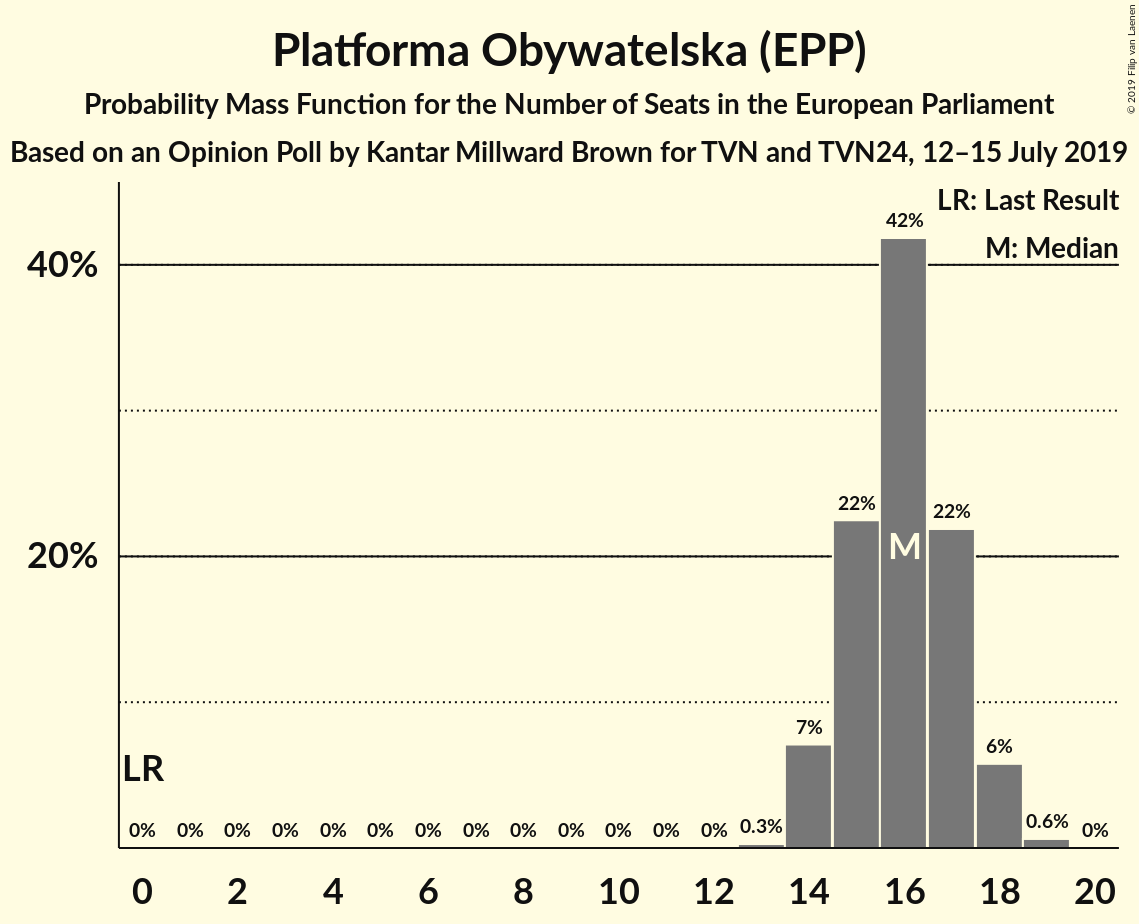 Platforma Obywatelska (EPP)
Probability Mass Function for the Number of Seats in the European Parliament
Based on an Opinion Poll by Kantar Millward Brown for TVN and TVN24, 12–15 July 2019
© 2019 Filip van Laenen
LR: Last Result
M: Median
42%
40%
22%
22%
M
20%
7%
6%
LR
0% 0% 0% 0% 0% 0% 0% 0% 0% 0% 0% 0% 0% 0.3% 0.6% 0%
0 2 4 6 8 10 12 14 16 18 20